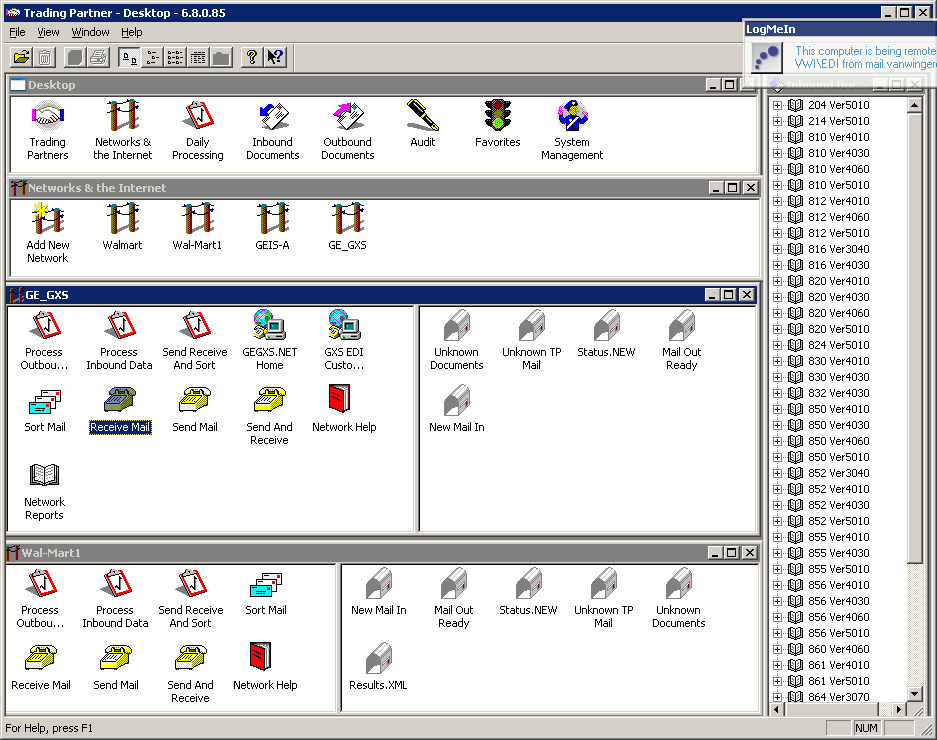 Trading Partner - Desktop - 6.8.0.85
File View Window Help
LogMeIn
This computer is being remote
VWI\EDI from mail.vanwinger
Desktop
Trading Partners
Networks & the Internet
Daily Processing
Inbound Documents
Outbound Documents
Audit
Favorites
System Management
Networks & the Internet
Add New Network
Walmart
Wal-Mart1
GEIS-A
GE_GXS
GE_GXS
Process Outbou...
Process Inbound Data
Send Receive And Sort
GEGXS.NET Home
GXS EDI Custo...
Sort Mail
Receive Mail
Send Mail
Send And Receive
Network Help
Network Reports
Unknown Documents
Unknown TP Mail
Status.NEW
Mail Out Ready
New Mail In
Wal-Mart1
Process Outbou...
Process Inbound Data
Send Receive And Sort
Sort Mail
Receive Mail
Send Mail
Send And Receive
Network Help
New Mail In
Mail Out Ready
Status.NEW
Unknown TP Mail
Unknown Documents
Results.XML
Inbound Doc
204 Ver5010
214 Ver5010
810 Ver4010
810 Ver4030
810 Ver4060
810 Ver5010
812 Ver4010
812 Ver4060
812 Ver5010
816 Ver3040
816 Ver4030
820 Ver4010
820 Ver4030
820 Ver4060
820 Ver5010
824 Ver5010
830 Ver4010
830 Ver4030
832 Ver4030
850 Ver4010
850 Ver4030
850 Ver4060
850 Ver5010
852 Ver3040
852 Ver4010
852 Ver4030
852 Ver5010
855 Ver4010
855 Ver4030
855 Ver5010
856 Ver4010
856 Ver4030
856 Ver4060
856 Ver5010
860 Ver4060
861 Ver4010
861 Ver5010
864 Ver3070
For Help, press F1
NUM